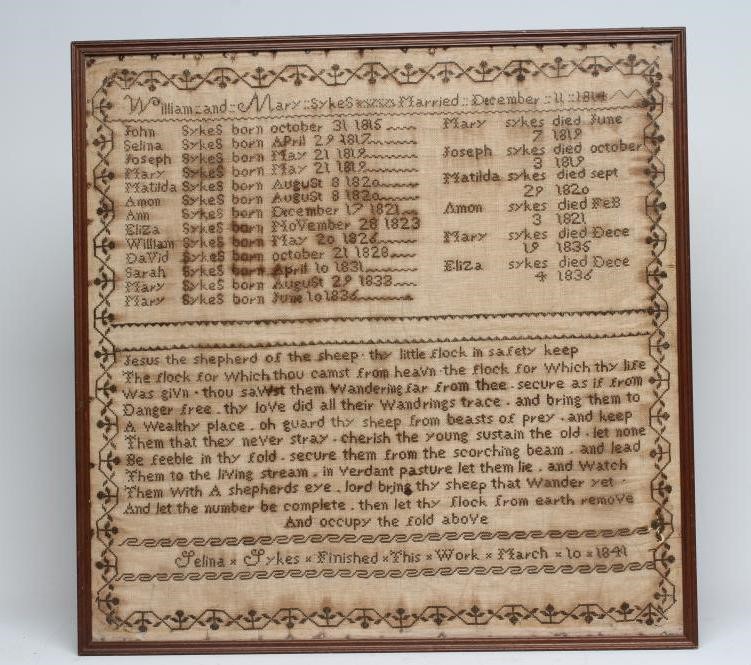 William and Mary Sykes Married December 11 1814
John Sykes born october 31 1815
Selina Sykes born April 29 1817
Joseph Sykes born May 21 1819
Mary Sykes born May 21 1819
Matilda Sykes born August 8 1820
Amon Sykes born August 8 1820
Ann Sykes born December 17 1821
Eliza Sykes born November 28 1823
William Sykes born May 20 1826
David Sykes born october 21 1828
Sarah Sykes born April 10 1831
Mary Sykes born August 29 1833
Mary Sykes born June 10 1836
Mary sykes died June
7 1819
Joseph sykes died october
3 1819
Matilda sykes died sept
29 1820
Amon sykes died FeB
3 1821
Mary sykes died Dece
19 1835
Eliza sykes died Dece
4 1836
Jesus the shepherd of the sheep · thy little flock in safety keep
The flock for Which thou camst from heavn · the flock for Which thy life
Was givn · thou sawst them Wandering far from thee · secure as if from
Danger free · thy love did all their Wandrings trace · and bring them to
A Wealthy place · oh guard thy sheep from beasts of prey · and keep
Them that they never stray · cherish the young sustain the old · let none
Be feeble in thy fold · secure them from the scorching beam · and lead
Them to the living stream · in verdant pasture let them lie · and Watch
Them With A shepherds eye · lord bring thy sheep that Wander yet ·
And let the number be complete · then let thy flock from earth remove
And occupy the fold above
Selina × Sykes × Finished × This × Work × March × 10 × 1841